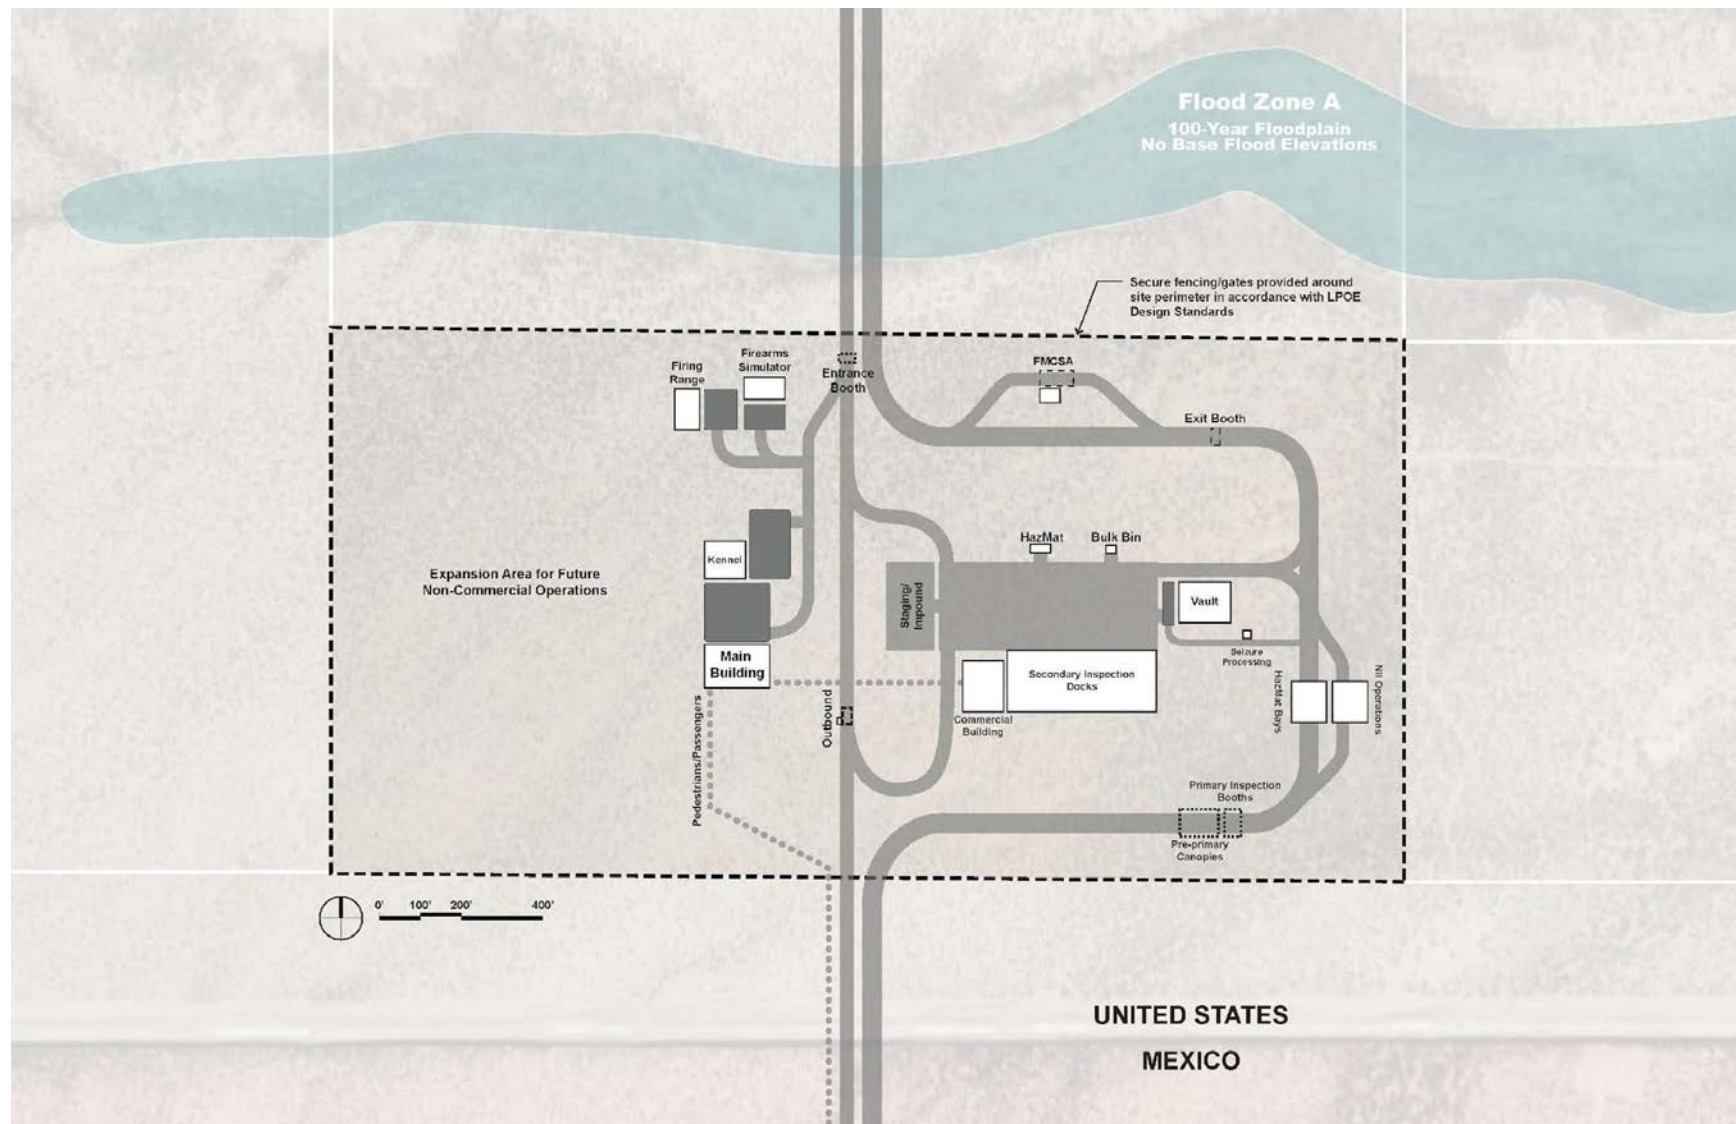 Flood Zone A
100-Year Floodplain
No Base Flood Elevations
Secure fencing/gates provided around
site perimeter in accordance with LPOE
Design Standards
Firing
Range
Firearms
Simulator
Entrance
Booth
FMCSA
Exit Booth
HazMat
Bulk Bin
Kennel
Expansion Area for Future
Non-Commercial Operations
Staging/
Impound
Vault
Main
Building
Seizure
Processing
Secondary Inspection
Docks
Commercial
Building
Outbound
Pedestrians/Passengers
HazMat Bays
NII Operations
Primary Inspection
Booths
Pre-primary
Canopies
0' 100' 200' 400'
UNITED STATES
MEXICO